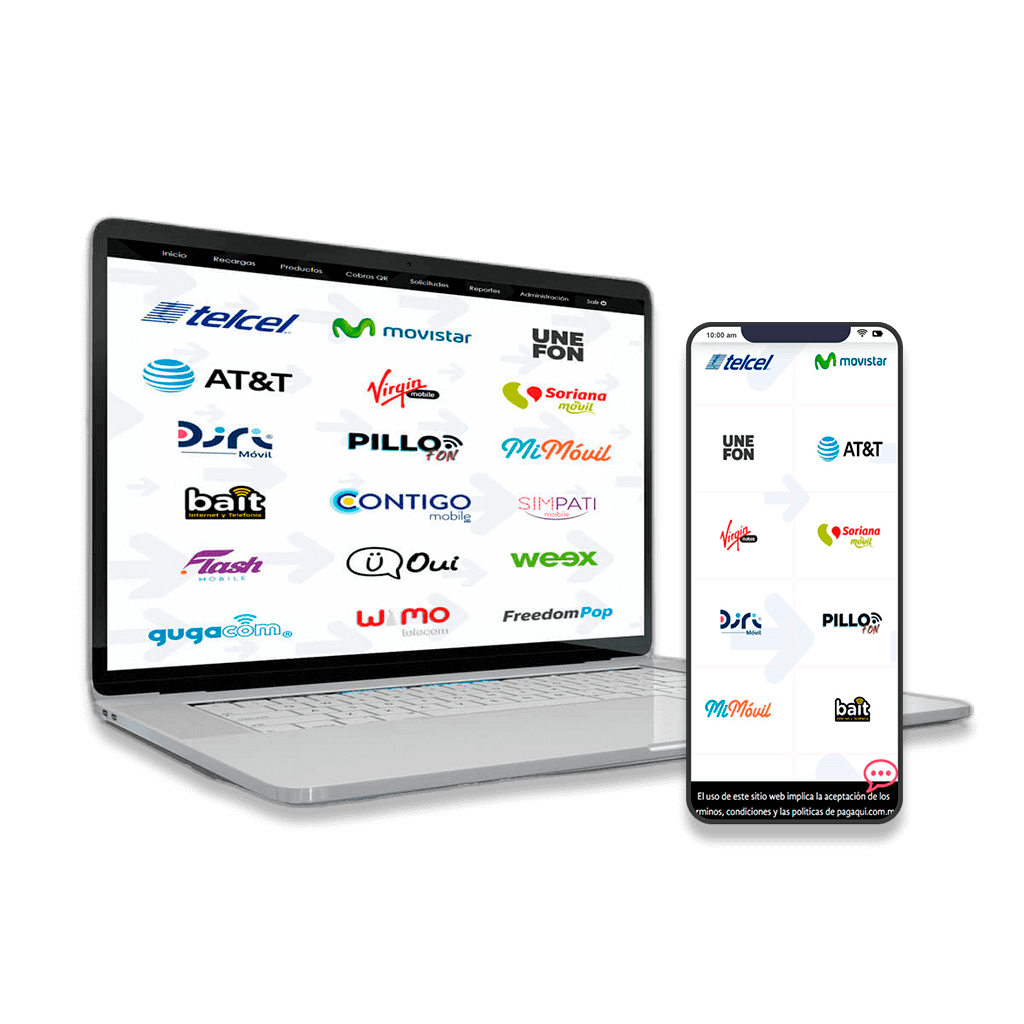 Inicio Recargas Productos Cobros QR Solicitudes Reportes Administración Salir
telcel movistar UNE
FON
AT&T Virgin
mobile Soriana
móvil
Diri
Móvil PILLO
FON MiMóvil
bait
Internet y Telefonía CONTIGO
mobile SIMPATI
mobile
Flash
MOBILE Ü Oui weex
gugacom® WIMO
telecom FreedomPop
10:00 am
telcel movistar
UNE
FON AT&T
Virgin
mobile Soriana
móvil
Diri
Móvil PILLO
FON
MiMóvil bait
Internet y Telefonía
El uso de este sitio web implica la aceptación de los
rminos, condiciones y las politicas de pagaqui.com.m